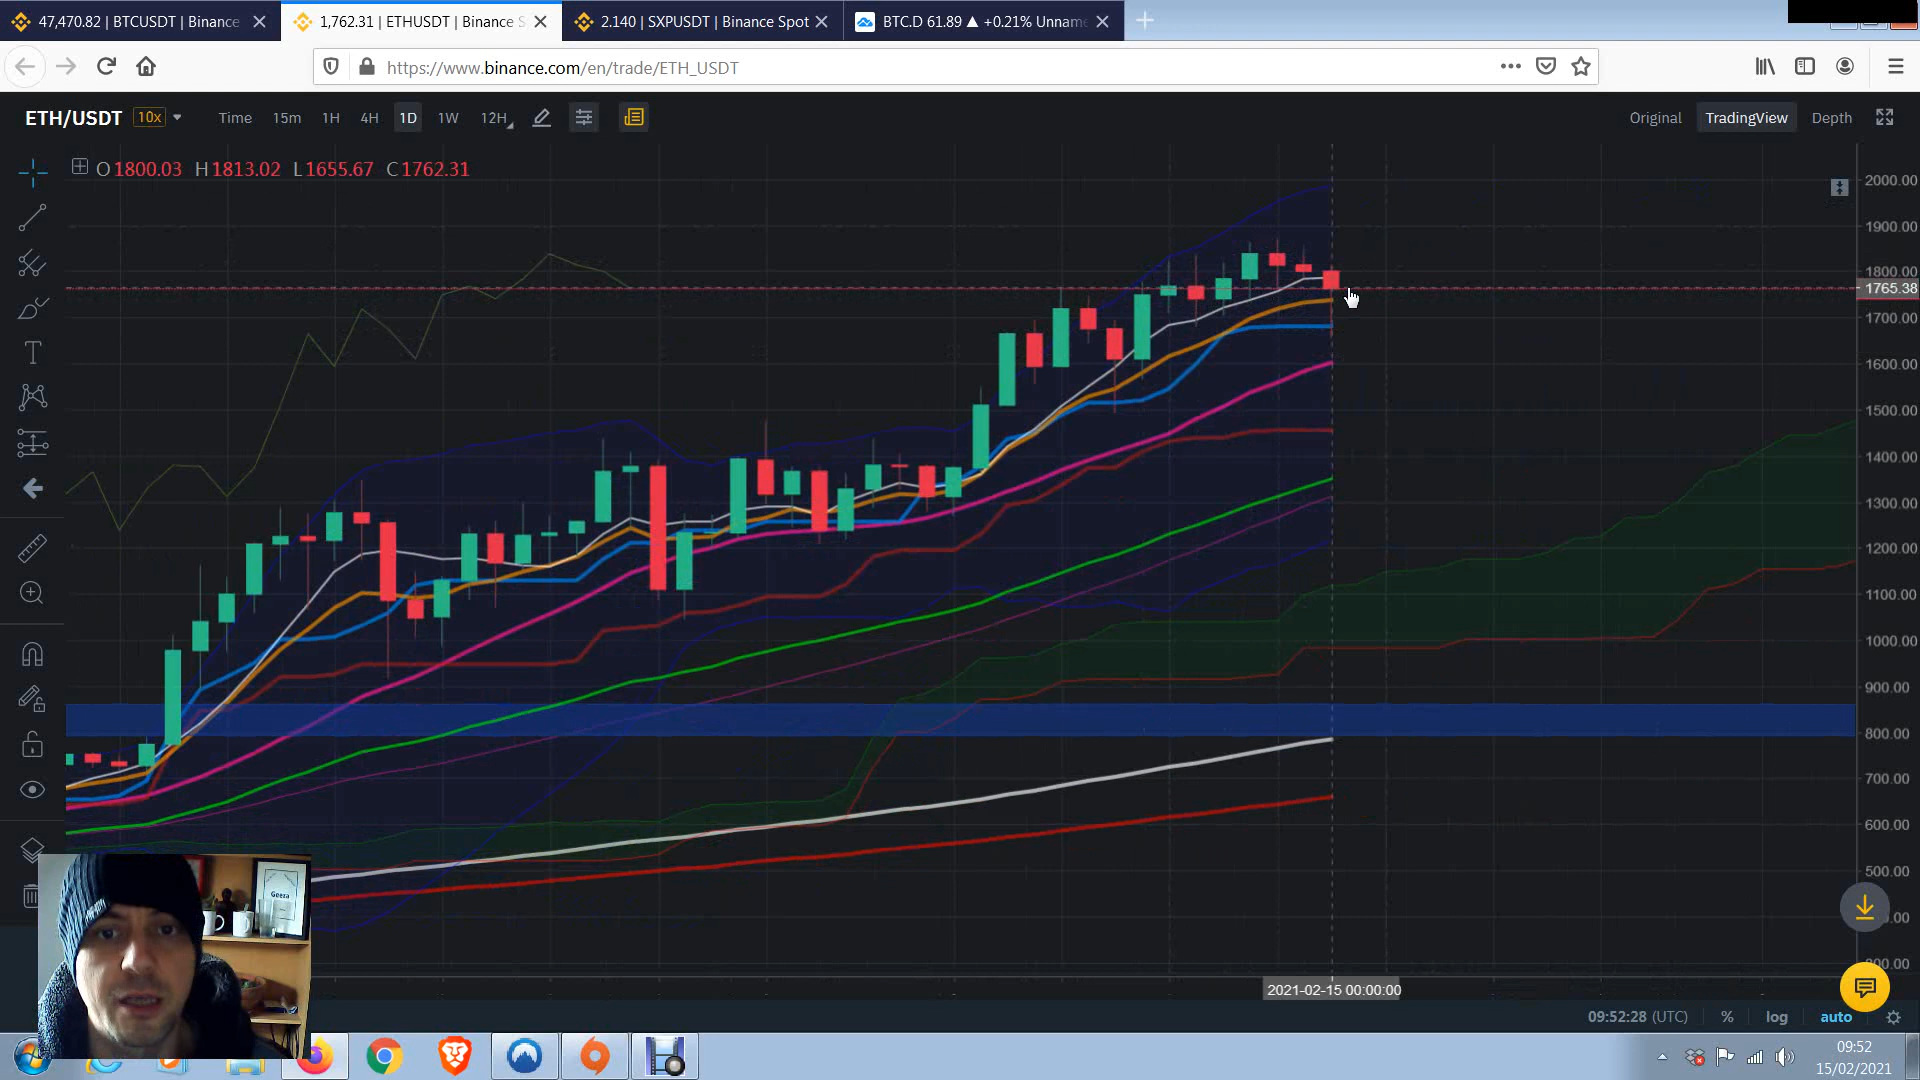 47,470.82 | BTCUSDT | Binance
1,762.31 | ETHUSDT | Binance S
2.140 | SXPUSDT | Binance Spot
BTC.D 61.89 ▲ +0.21% Unnam
https://www.binance.com/en/trade/ETH_USDT
ETH/USDT 10x Time 15m 1H 4H 1D 1W 12H Original TradingView Depth
O 1800.03 H 1813.02 L 1655.67 C 1762.31
2000.00
1900.00
1800.00
1765.38
1700.00
1600.00
1500.00
1400.00
1300.00
1200.00
1100.00
1000.00
900.00
800.00
700.00
600.00
500.00
Geeza
2021-02-15 00:00:00
09:52:28 (UTC) % log auto
09:52
15/02/2021